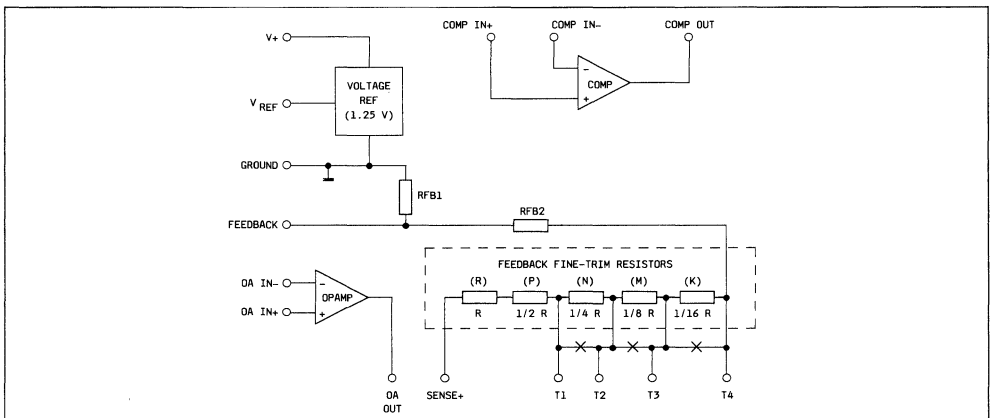 COMP IN+ COMP IN- COMP OUT
V+
VOLTAGE
REF
(1.25 V)
-
COMP
+
V REF
GROUND
RFB1
RFB2
FEEDBACK
FEEDBACK FINE-TRIM RESISTORS
(R) (P) (N) (M) (K)
R 1/2 R 1/4 R 1/8 R 1/16 R
OA IN-
-
OPAMP
OA IN+
+
OA
OUT
SENSE+ T1 T2 T3 T4